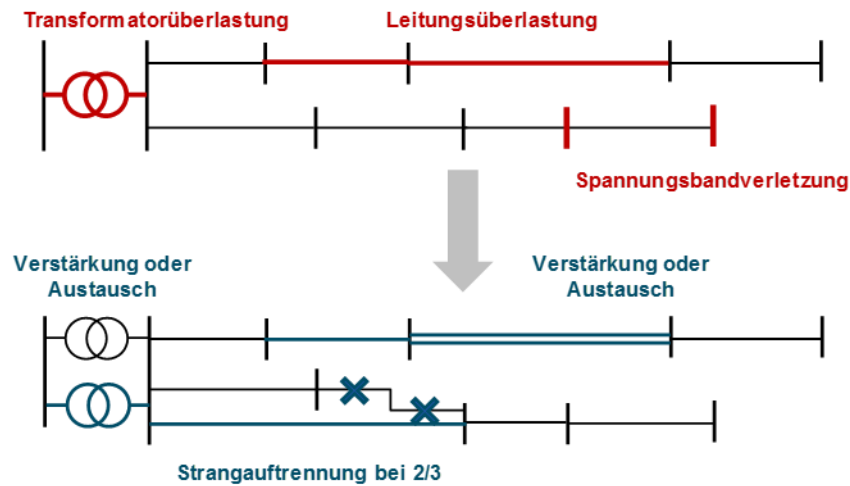 Transformatorüberlastung
Leitungsüberlastung
Spannungsbandverletzung
Verstärkung oder
Austausch
Verstärkung oder
Austausch
Strangauftrennung bei 2/3